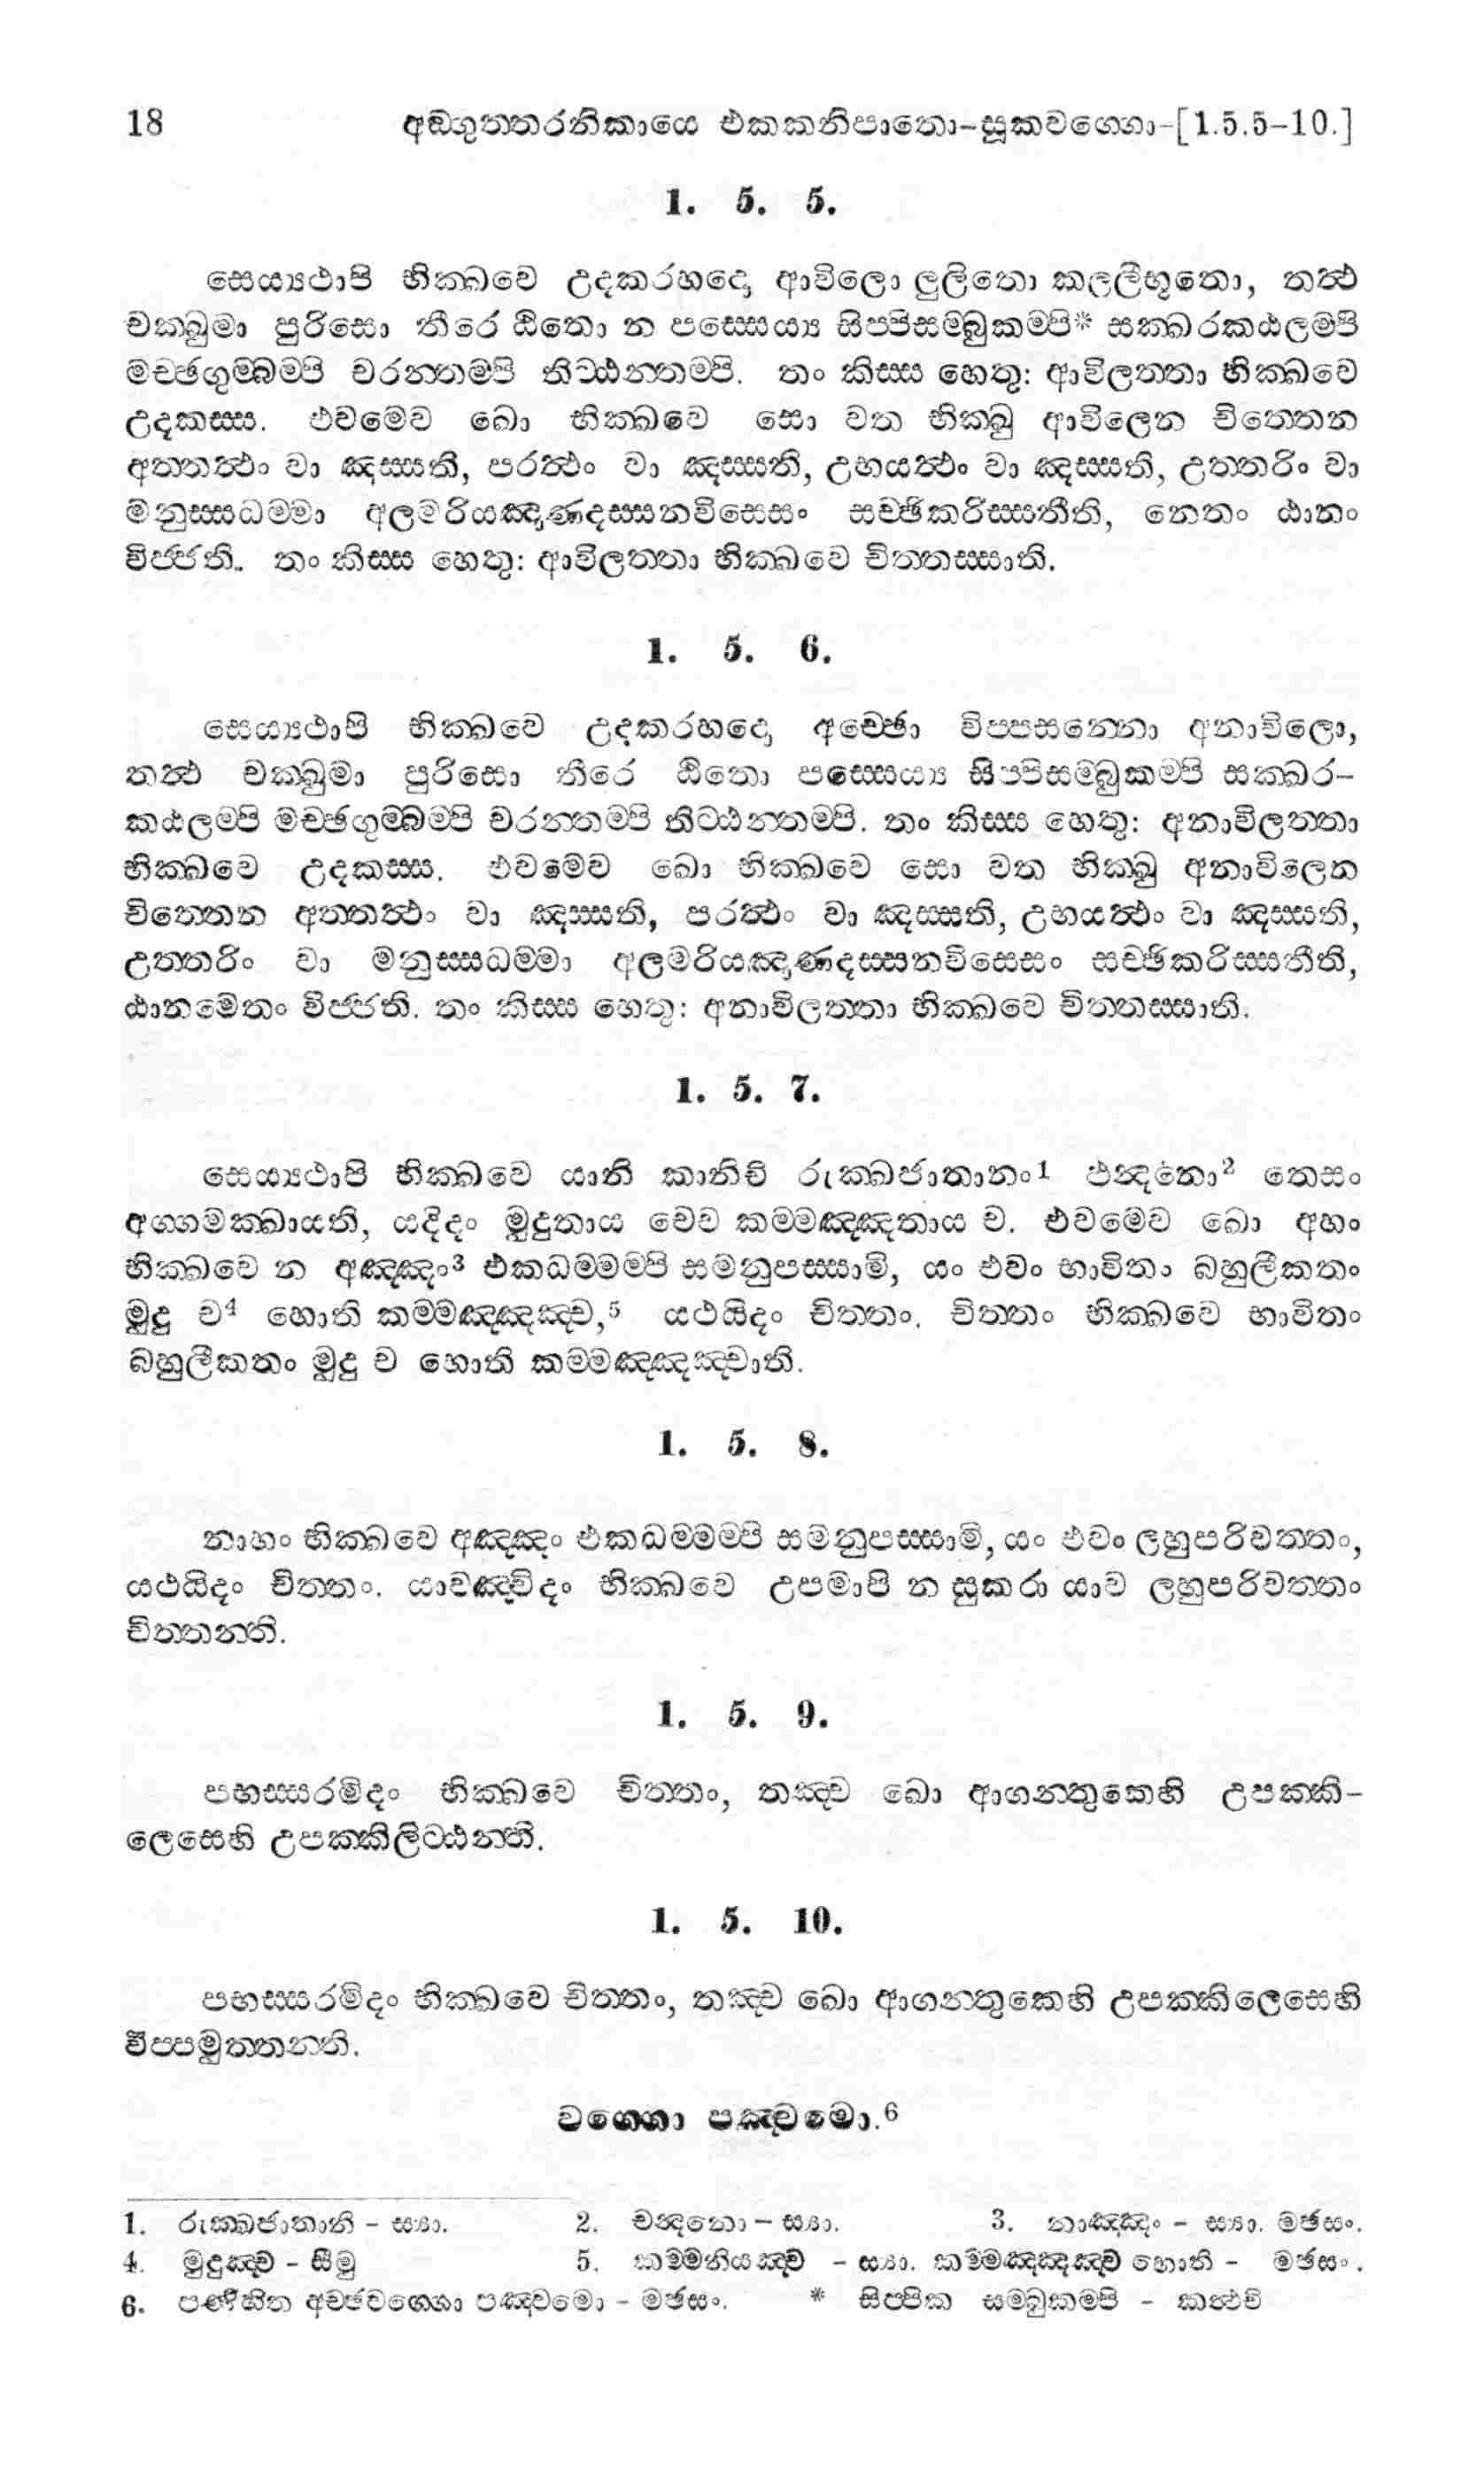 18 අඞ්ගුත්තරනිකායෙ එකකනිපාතො-සූකවග්ගො-[1.5.5-10.]
1. 5. 5.
සෙය්‍යථාපි භික්ඛවෙ උදකරහදො ආවිලො ලුලිතො කලලීභූතො, තත්‍ථ
චක්ඛුමා පුරිසො තීරෙ ඨිතො න පස්සෙය්‍ය සිප්පිසම්බුකම්පි* සක්ඛරකඨලම්පි
මච්ඡගුම්බම්පි චරන්තම්පි තිට්ඨන්තම්පි. තං කිස්ස හෙතු: ආවිලත්තා භික්ඛවෙ
උදකස්ස. එවමෙව ඛො භික්ඛවෙ සො වත භික්ඛු ආවිලෙන චිත්තෙන
අත්තත්‍ථං වා ඤස්සති, පරත්‍ථං වා ඤස්සති, උභයත්‍ථං වා ඤස්සති, උත්තරිං වා
මනුස්සධම්මා අලමරියඤාණදස්සනවිසෙසං සච්ඡිකරිස්සතීති, නෙතං ඨානං
විජ්ජති. තං කිස්ස හෙතු: ආවිලත්තා භික්ඛවෙ චිත්තස්සාති.
1. 5. 6.
සෙය්‍යථාපි භික්ඛවෙ උදකරහදො අච්ඡො විප්පසන්නො අනාවිලො,
තත්‍ථ චක්ඛුමා පුරිසො තීරෙ ඨිතො පස්සෙය්‍ය සිප්පිසම්බුකම්පි සක්ඛර-
කඨලම්පි මච්ඡගුම්බම්පි චරන්තම්පි තිට්ඨන්තම්පි. තං කිස්ස හෙතු: අනාවිලත්තා
භික්ඛවෙ උදකස්ස. එවමෙව ඛො භික්ඛවෙ සො වත භික්ඛු අනාවිලෙන
චිත්තෙන අත්තත්‍ථං වා ඤස්සති, පරත්‍ථං වා ඤස්සති, උභයත්‍ථං වා ඤස්සති,
උත්තරිං වා මනුස්සධම්මා අලමරියඤාණදස්සනවිසෙසං සච්ඡිකරිස්සතීති,
ඨානමෙතං විජ්ජති. තං කිස්ස හෙතු: අනාවිලත්තා භික්ඛවෙ චිත්තස්සාති.
1. 5. 7.
සෙය්‍යථාපි භික්ඛවෙ යානි කානිචි රුක්ඛජාතානං1 ඵන්‍දනො2 තෙසං
අග්ගමක්ඛායති, යදිදං මුදුතාය චෙව කම්මඤ්ඤතාය ච. එවමෙව ඛො අහං
භික්ඛවෙ න අඤ්ඤං3 එකධම්මම්පි සමනුපස්සාමි, යං එවං භාවිතං බහුලීකතං
මුදු ච4 හොති කම්මඤ්ඤඤ්ච,5 යථයිදං චිත්තං. චිත්තං භික්ඛවෙ භාවිතං
බහුලීකතං මුදු ච හොති කම්මඤ්ඤඤ්චාති.
1. 5. 8.
නාහං භික්ඛවෙ අඤ්ඤං එකධම්මම්පි සමනුපස්සාමි, යං එවං ලහුපරිවත්තං,
යථයිදං චිත්තං. යාවඤ්චිදං භික්ඛවෙ උපමාපි න සුකරා යාව ලහුපරිවත්තං
චිත්තන්ති.
1. 5. 9.
පභස්සරමිදං භික්ඛවෙ චිත්තං, තඤ්ච ඛො ආගන්තුකෙහි උපක්කි-
ලෙසෙහි උපක්කිලිට්ඨන්ති.
1. 5. 10.
පභස්සරමිදං භික්ඛවෙ චිත්තං, තඤ්ච ඛො ආගන්තුකෙහි උපක්කිලෙසෙහි
විප්පමුත්තන්ති.
වග්ගො පඤ්චමො.6
1. රුක්ඛජාතානි - ස්‍යා. 2. චන්‍දනො - ස්‍යා. 3. නාඤ්ඤං - ස්‍යා. මඡසං.
4. මුදුඤ්ච - සීමු 5. කම්මනියඤ්ච - ස්‍යා. කම්මඤ්ඤඤ්ච හොති - මඡසං.
6. පණිහිත අච්ඡවග්ගො පඤ්චමො - මඡසං. * සිප්පික සම්බුකම්පි - කත්‍ථචි